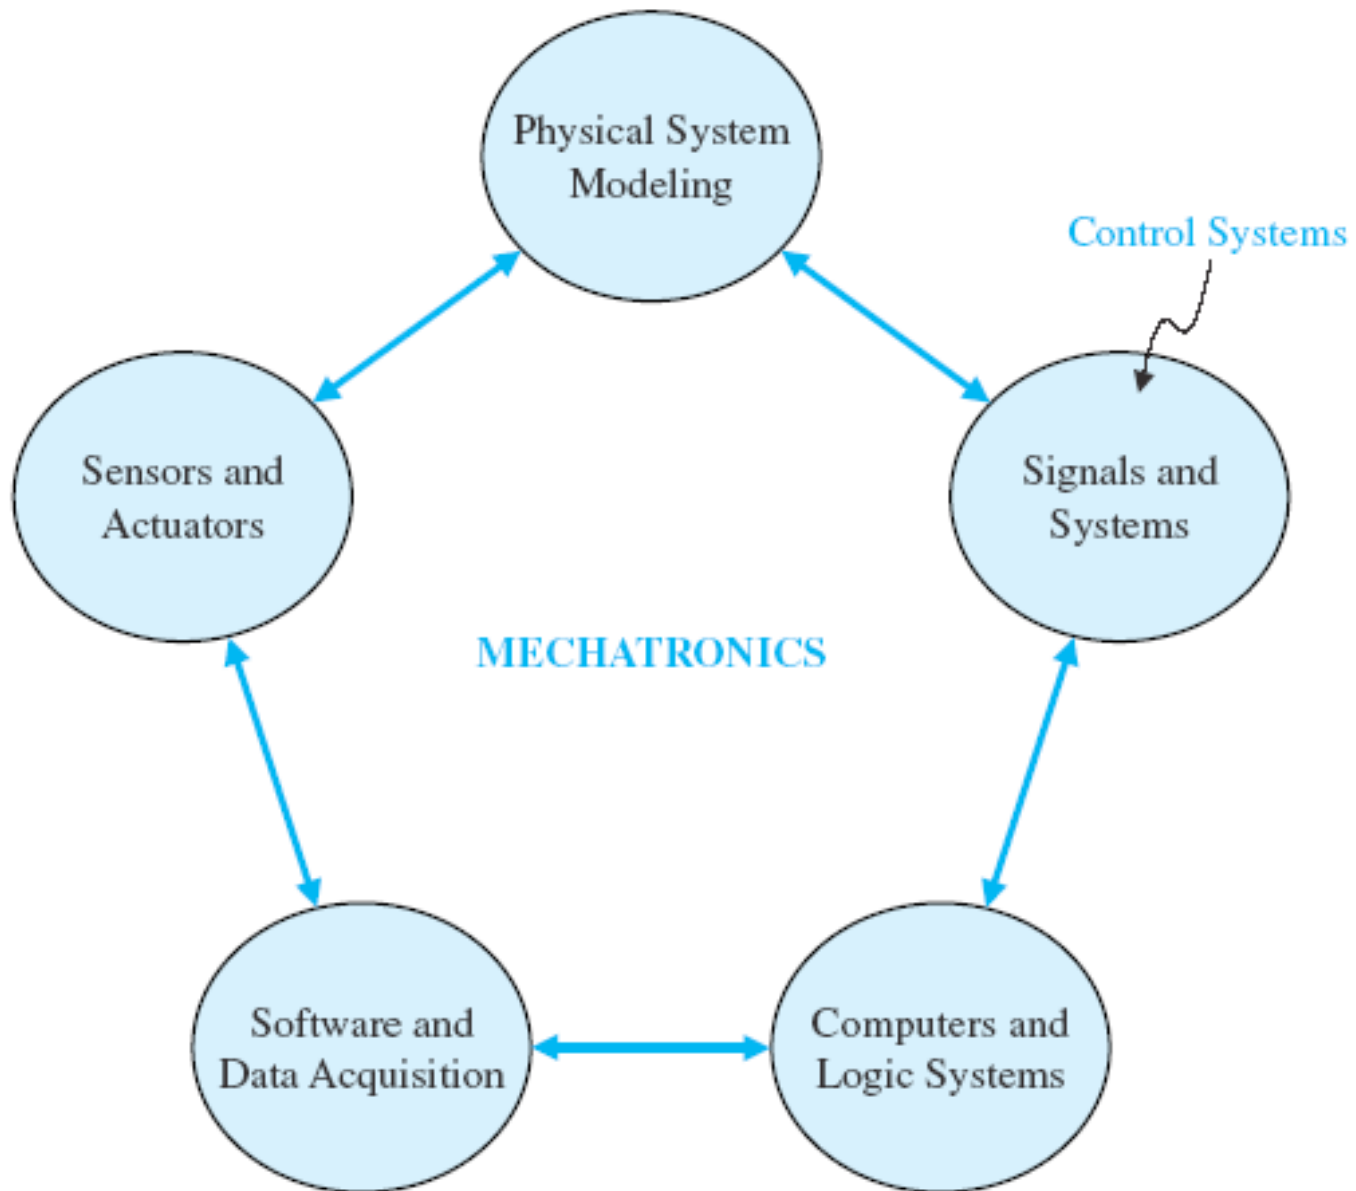 Physical System
Modeling
Control Systems
Sensors and
Actuators
Signals and
Systems
MECHATRONICS
Software and
Data Acquisition
Computers and
Logic Systems